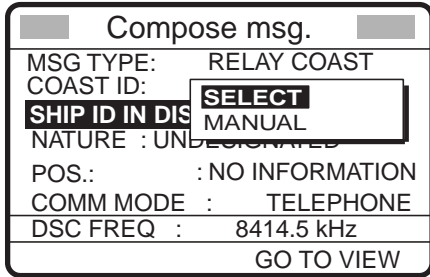 Compose msg.
MSG TYPE: RELAY COAST
COAST ID:
SELECT
SHIP ID IN DIS
MANUAL
NATURE : UNDESIGNATED
POS.: : NO INFORMATION
COMM MODE : TELEPHONE
DSC FREQ : 8414.5 kHz
GO TO VIEW